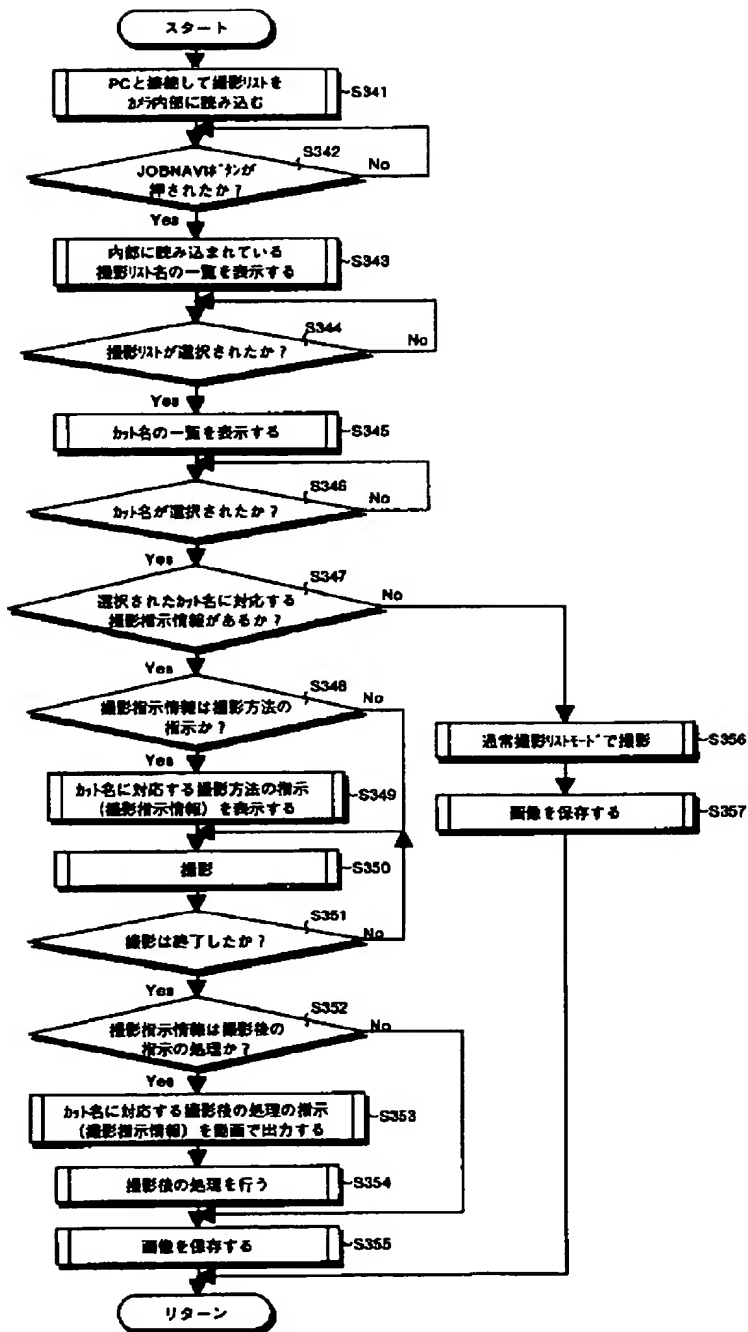 スタート
PCと接続して撮影ﾘｽﾄを
ｶﾒﾗ内部に読み込む
S341
S342
JOBNAVIﾎﾞﾀﾝが
押されたか?
No
Yes
内部に読み込まれている
撮影ﾘｽﾄ名の一覧を表示する
S343
S344
撮影ﾘｽﾄが選択されたか?
No
Yes
ｶｯﾄ名の一覧を表示する
S345
S346
ｶｯﾄ名が選択されたか?
No
Yes
S347
選択されたｶｯﾄ名に対応する
撮影指示情報があるか?
No
Yes
S348
撮影指示情報は撮影方法の
指示か?
No
Yes
ｶｯﾄ名に対応する撮影方法の指示
(撮影指示情報)を表示する
S349
撮影
S350
S351
撮影は終了したか?
No
Yes
S352
撮影指示情報は撮影後の
指示の処理か?
No
Yes
ｶｯﾄ名に対応する撮影後の処理の指示
(撮影指示情報)を動画で出力する
S353
撮影後の処理を行う
S354
画像を保存する
S355
リターン
通常撮影ﾘｽﾄﾓｰﾄﾞで撮影
S356
画像を保存する
S357